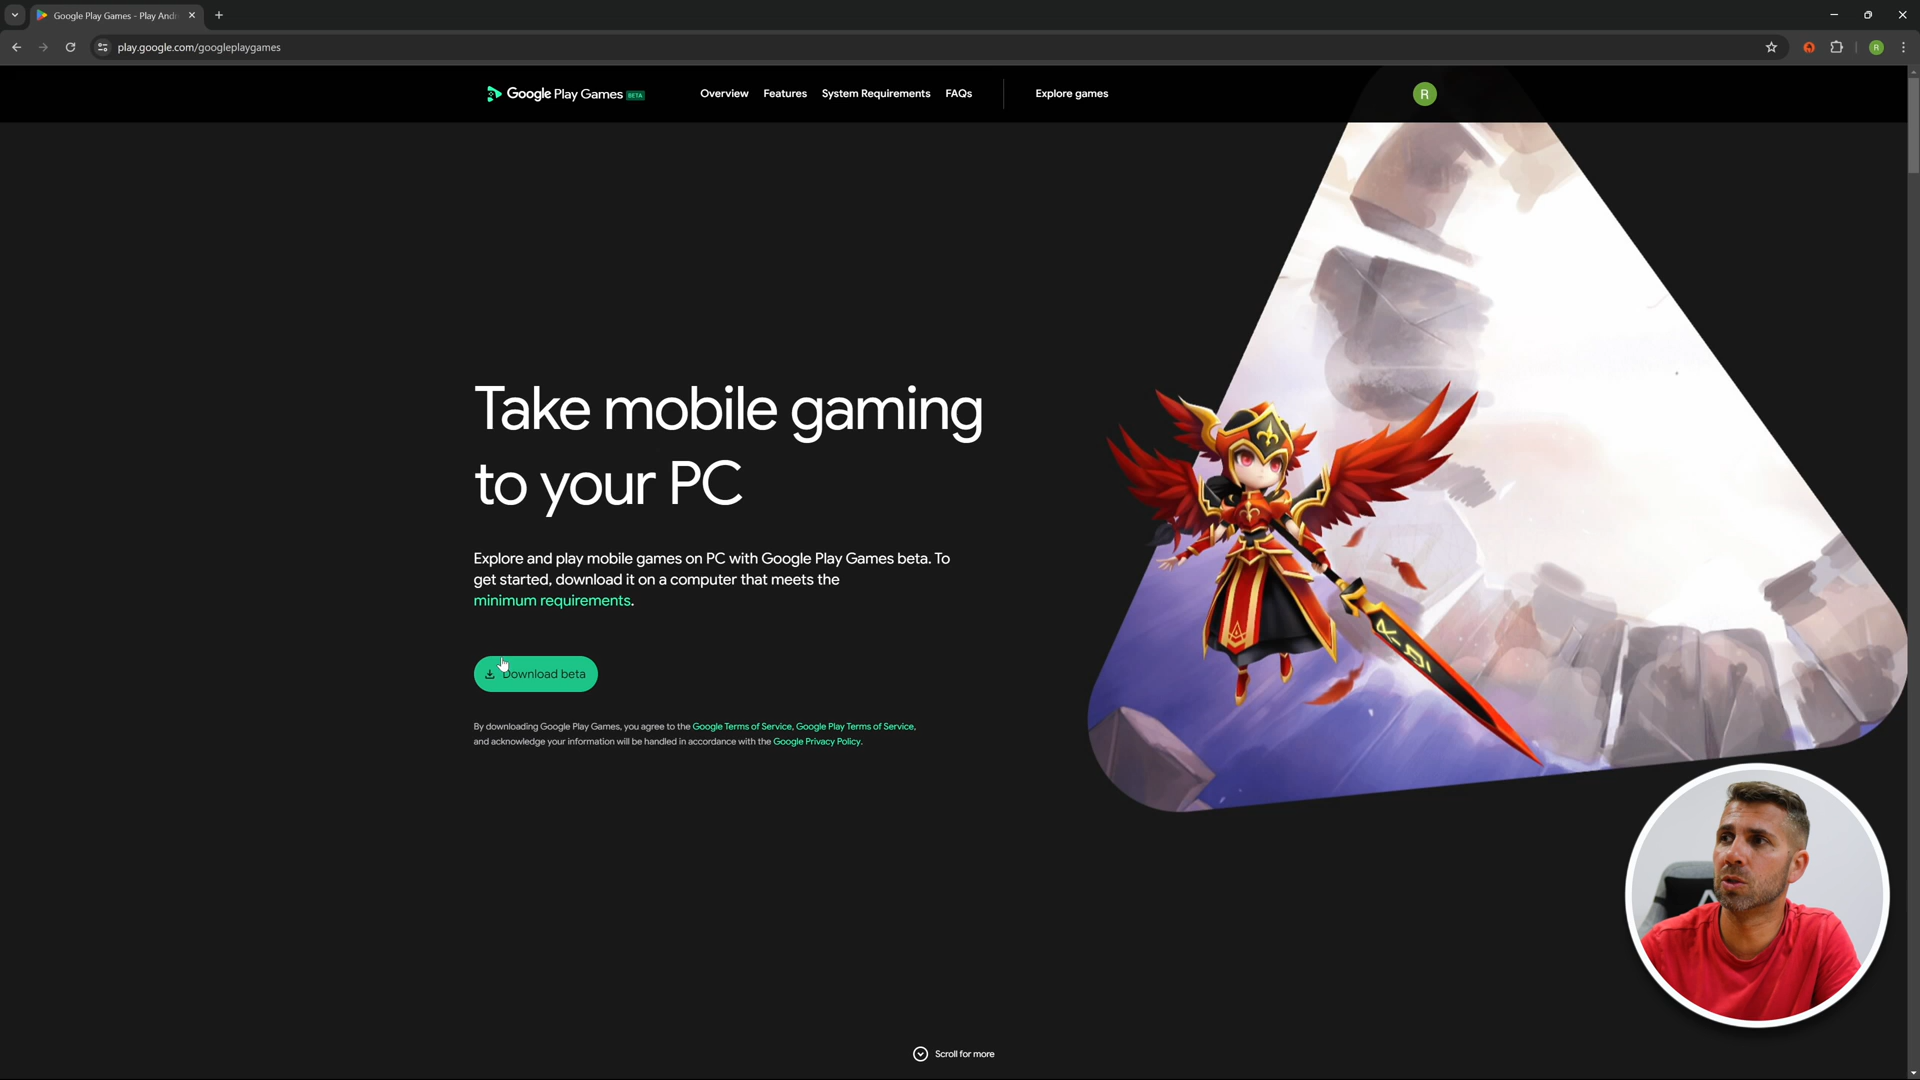 Google Play Games - Play Andr
play.google.com/googleplaygames
R
Google Play Games BETA
Overview
Features
System Requirements
FAQs
Explore games
R
Take mobile gaming
to your PC
Explore and play mobile games on PC with Google Play Games beta. To
get started, download it on a computer that meets the
minimum requirements.
Download beta
By downloading Google Play Games, you agree to the Google Terms of Service, Google Play Terms of Service,
and acknowledge your information will be handled in accordance with the Google Privacy Policy.
Scroll for more